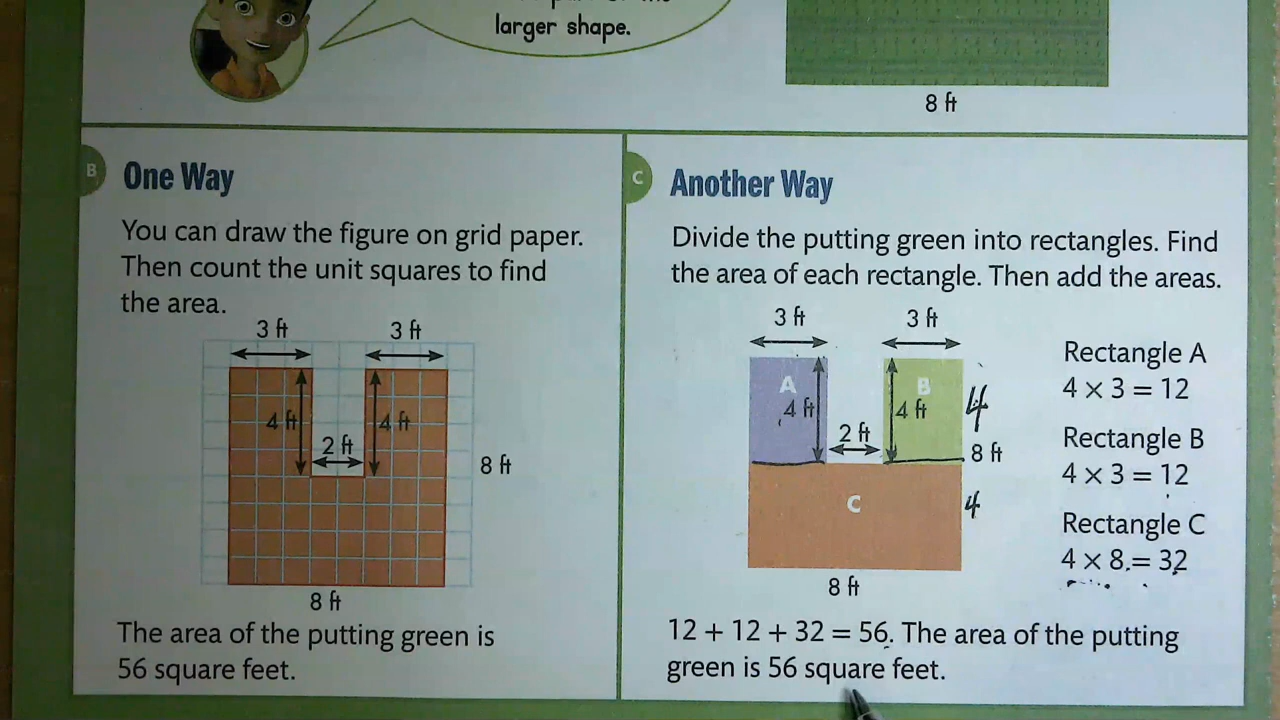 larger shape.
8 ft
B
One Way
You can draw the figure on grid paper.
Then count the unit squares to find
the area.
3 ft
3 ft
4 ft
4 ft
2 ft
8 ft
8 ft
The area of the putting green is
56 square feet.
C
Another Way
Divide the putting green into rectangles. Find
the area of each rectangle. Then add the areas.
3 ft
3 ft
A
B
4 ft
4 ft
4
2 ft
8 ft
C
4
8 ft
Rectangle A
4 × 3 = 12
Rectangle B
4 × 3 = 12
Rectangle C
4 × 8 = 32
12 + 12 + 32 = 56. The area of the putting
green is 56 square feet.